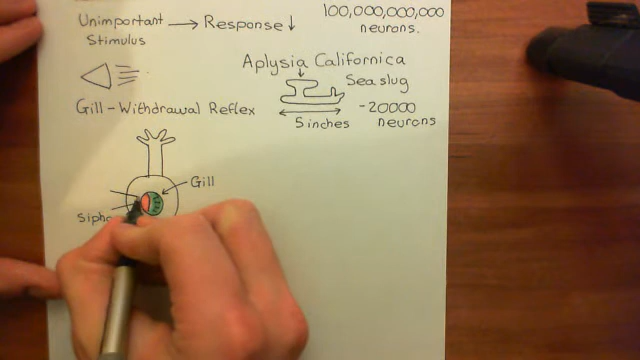 Unimportant → Response ↓
Stimulus
100,000,000,000
neurons.
Aplysia Californica
Sea slug
Gill-Withdrawal Reflex
5 inches
~20000
neurons
Gill